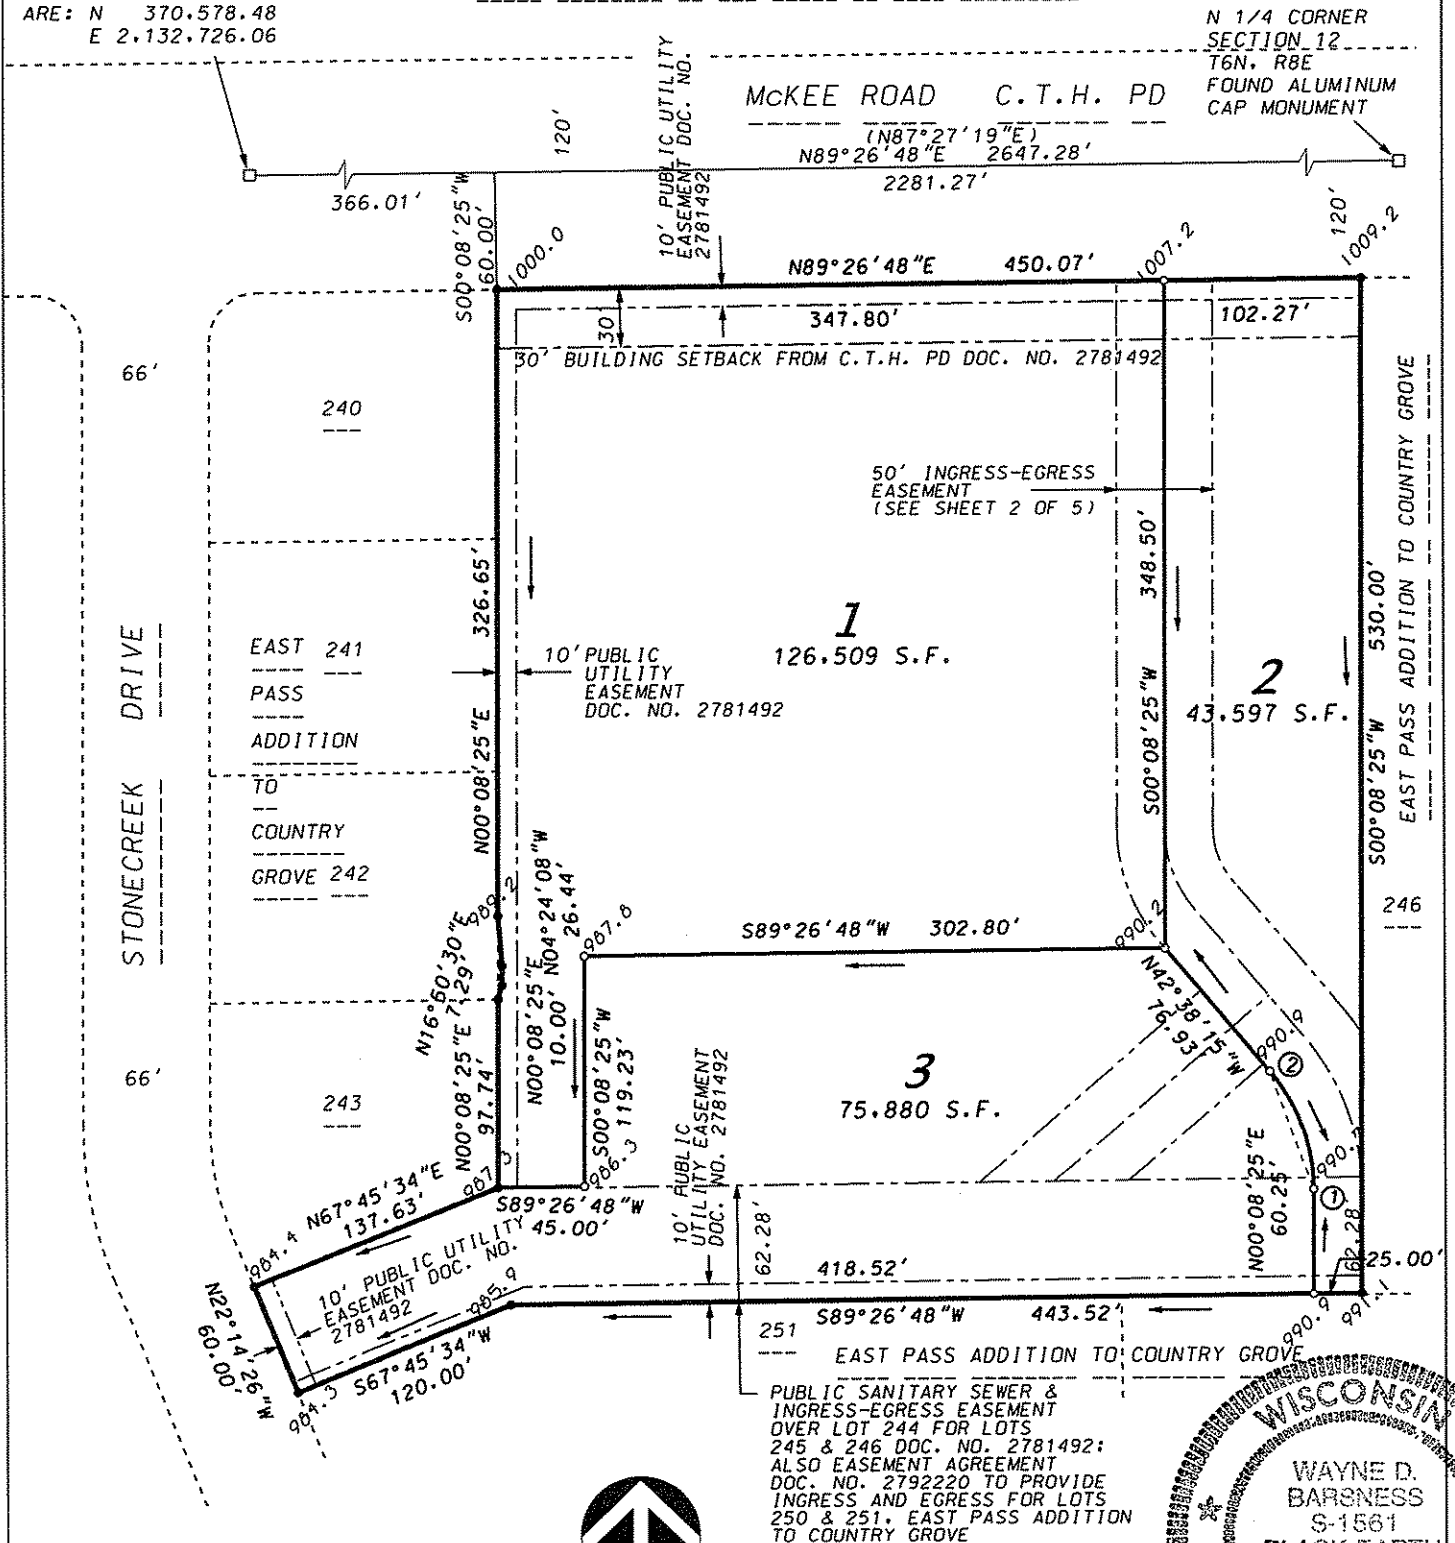 ARE: N 370.578.48
E 2.132.726.06
N 1/4 CORNER
SECTION 12
T6N, R8E
FOUND ALUMINUM
CAP MONUMENT
McKEE ROAD C.T.H. PD
(N87°27'19"E)
N89°26'48"E 2647.28'
2281.27'
366.01'
120'
120'
10' PUBLIC UTILITY
EASEMENT DOC. NO.
2781492
S00°08'25"W
60.00'
1000.0
1007.2
1009.2
N89°26'48"E 450.07'
347.80'
102.27'
30'
30' BUILDING SETBACK FROM C.T.H. PD DOC. NO. 2781492
66'
240
50' INGRESS-EGRESS
EASEMENT
(SEE SHEET 2 OF 5)
348.50'
S00°08'25"W
530.00'
S00°08'25"W
EAST PASS ADDITION TO COUNTRY GROVE
326.65'
N00°08'25"E
1
126.509 S.F.
2
43.597 S.F.
STONECREEK DRIVE
EAST 241
PASS
ADDITION
TO
COUNTRY
GROVE 242
10' PUBLIC
UTILITY
EASEMENT
DOC. NO. 2781492
246
989.2
N04°24'08"W
26.44'
987.8
S89°26'48"W 302.80'
990.2
N16°50'30"E
7.29'
N00°08'25"E
10.00'
N00°08'25"E
97.74'
S00°08'25"W
119.23'
N42°38'15"W
76.93'
990.9
2
3
75.880 S.F.
66'
243
10' PUBLIC
UTILITY EASEMENT
DOC. NO. 2781492
N00°08'25"E
60.25'
990.2
1
987.3
986.3
S89°26'48"W
45.00'
N67°45'34"E
137.63'
984.4
62.28'
62.28'
25.00'
418.52'
10' PUBLIC UTILITY
EASEMENT DOC. NO.
2781492
985.9
N22°14'26"W
60.00'
S67°45'34"W
120.00'
984.3
S89°26'48"W 443.52'
990.9
251
EAST PASS ADDITION TO COUNTRY GROVE
PUBLIC SANITARY SEWER &
INGRESS-EGRESS EASEMENT
OVER LOT 244 FOR LOTS
245 & 246 DOC. NO. 2781492;
ALSO EASEMENT AGREEMENT
DOC. NO. 2792220 TO PROVIDE
INGRESS AND EGRESS FOR LOTS
250 & 251, EAST PASS ADDITION
TO COUNTRY GROVE
WISCONSIN
WAYNE D.
BARSNESS
S-1561